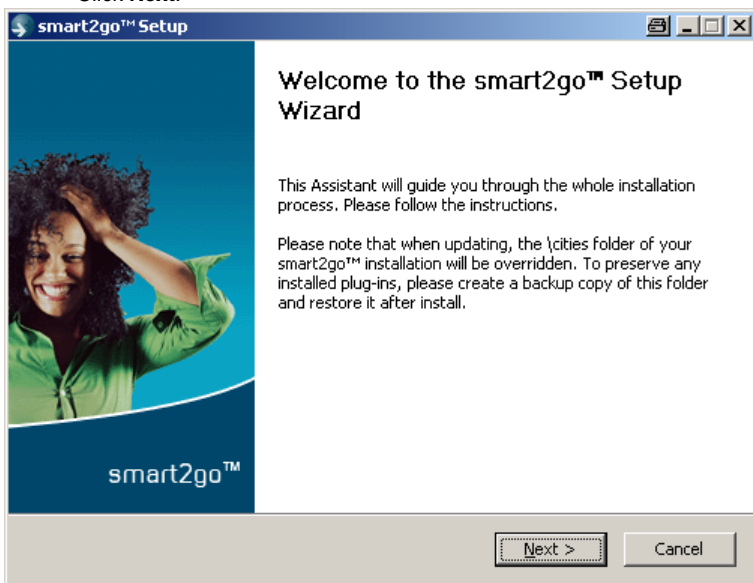 smart2go™ Setup
Welcome to the smart2go™ Setup
Wizard
This Assistant will guide you through the whole installation
process. Please follow the instructions.
Please note that when updating, the \cities folder of your
smart2go™ installation will be overridden. To preserve any
installed plug-ins, please create a backup copy of this folder
and restore it after install.
smart2go™
Next >
Cancel